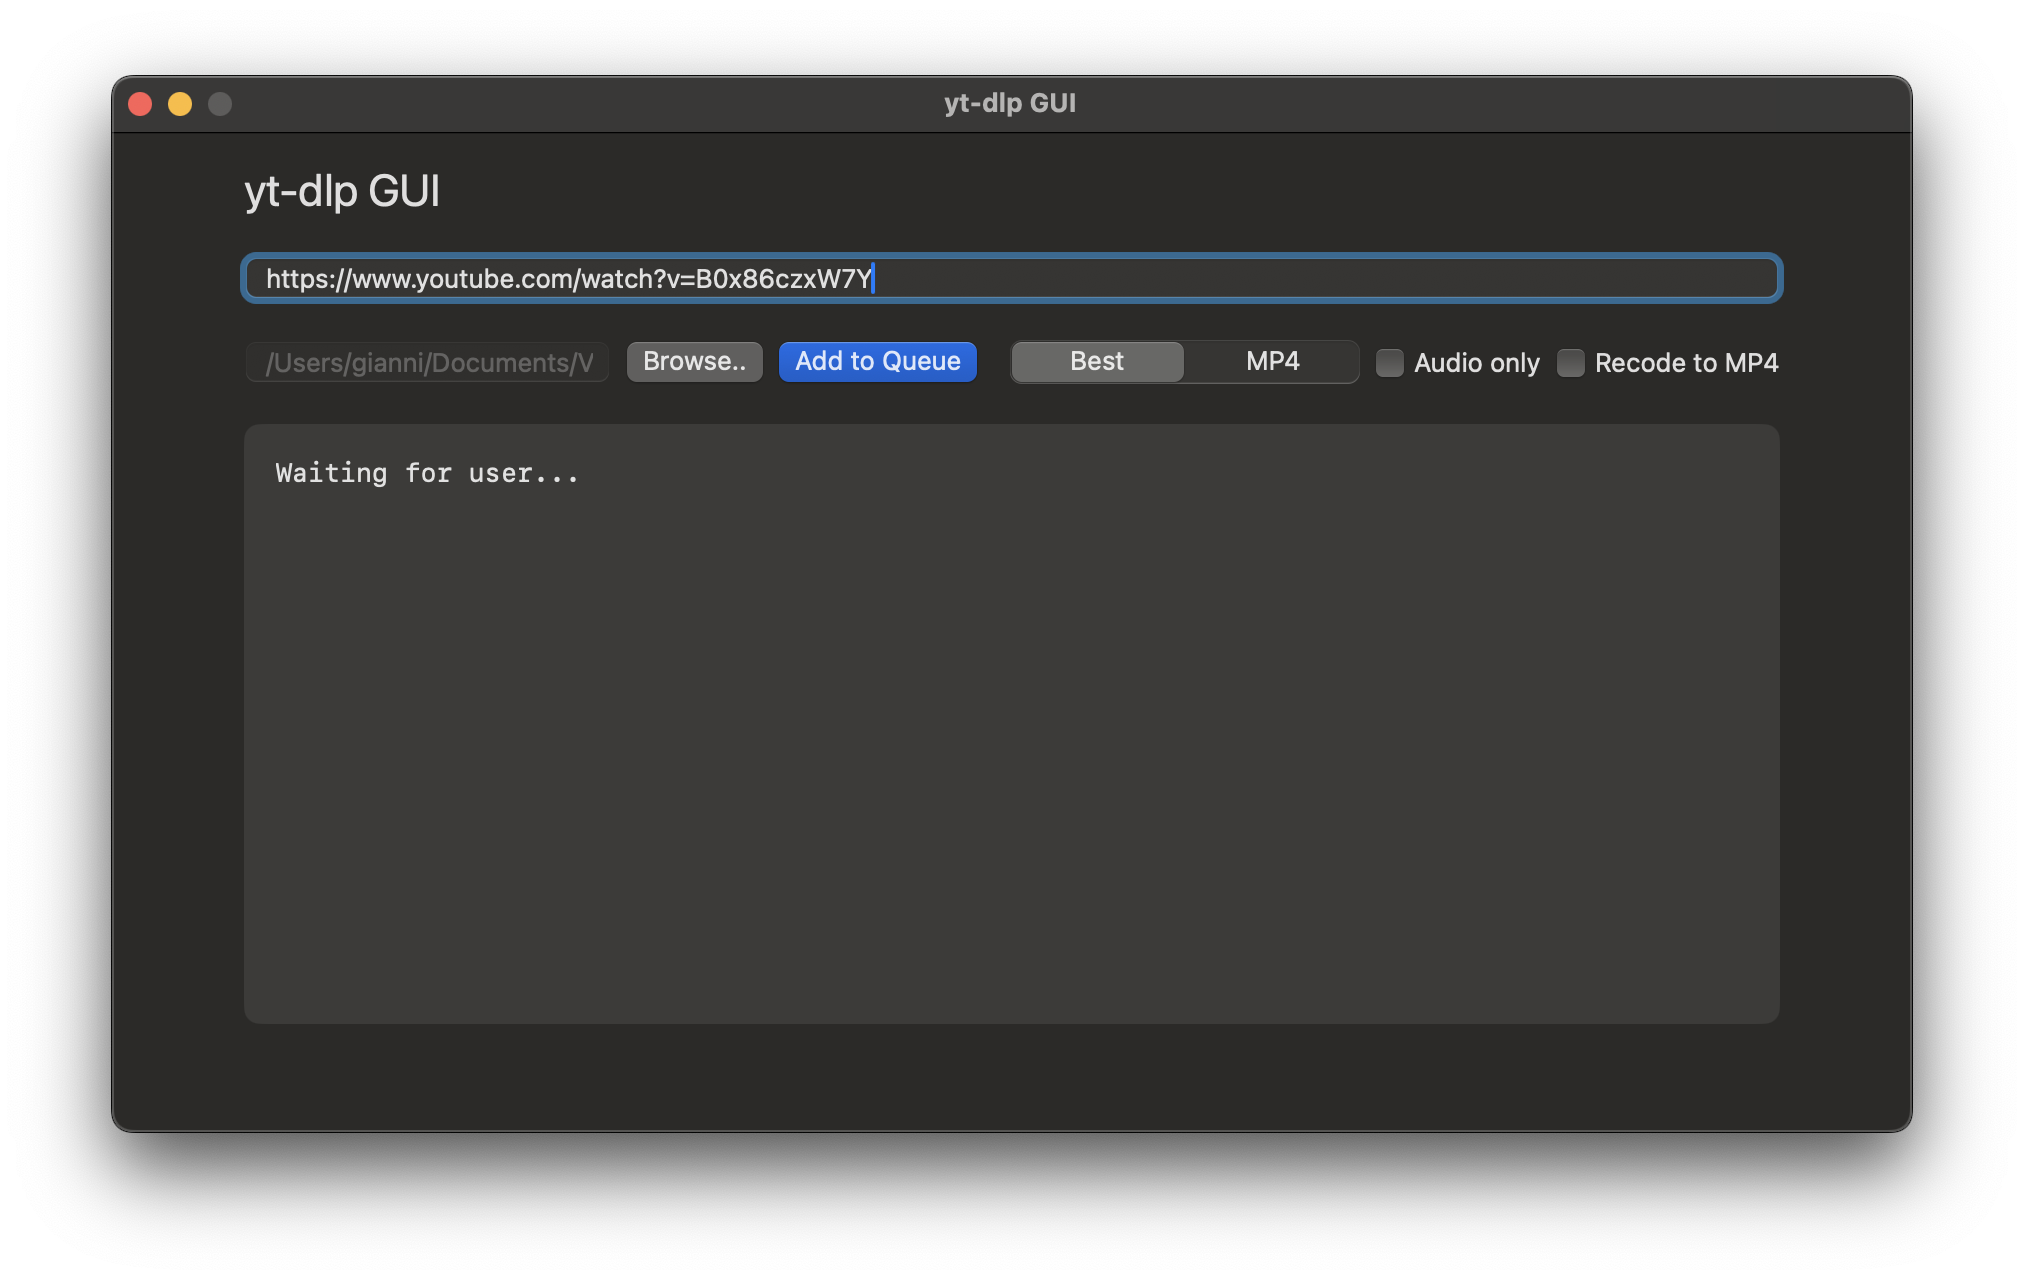 yt-dlp GUI
yt-dlp GUI
https://www.youtube.com/watch?v=B0x86czxW7Y
/Users/gianni/Documents/V Browse.. Add to Queue Best MP4 Audio only Recode to MP4
Waiting for user...